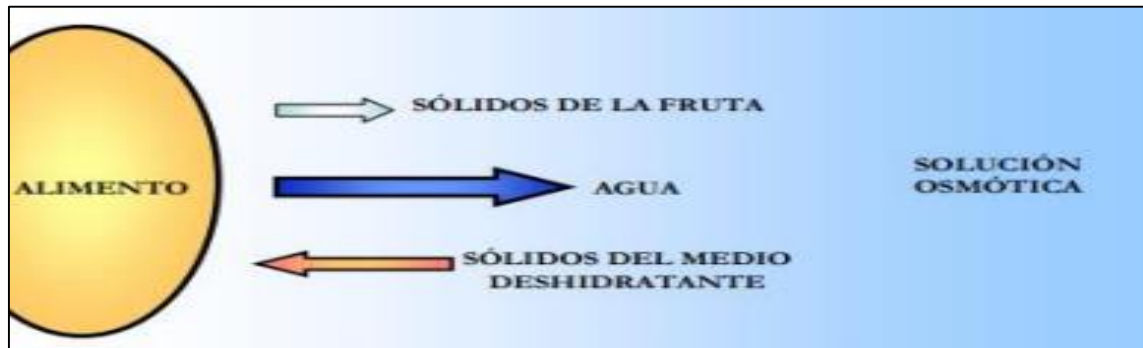 SÓLIDOS DE LA FRUTA
ALIMENTO
AGUA
SÓLIDOS DEL MEDIO
DESHIDRATANTE
SOLUCIÓN
OSMÓTICA